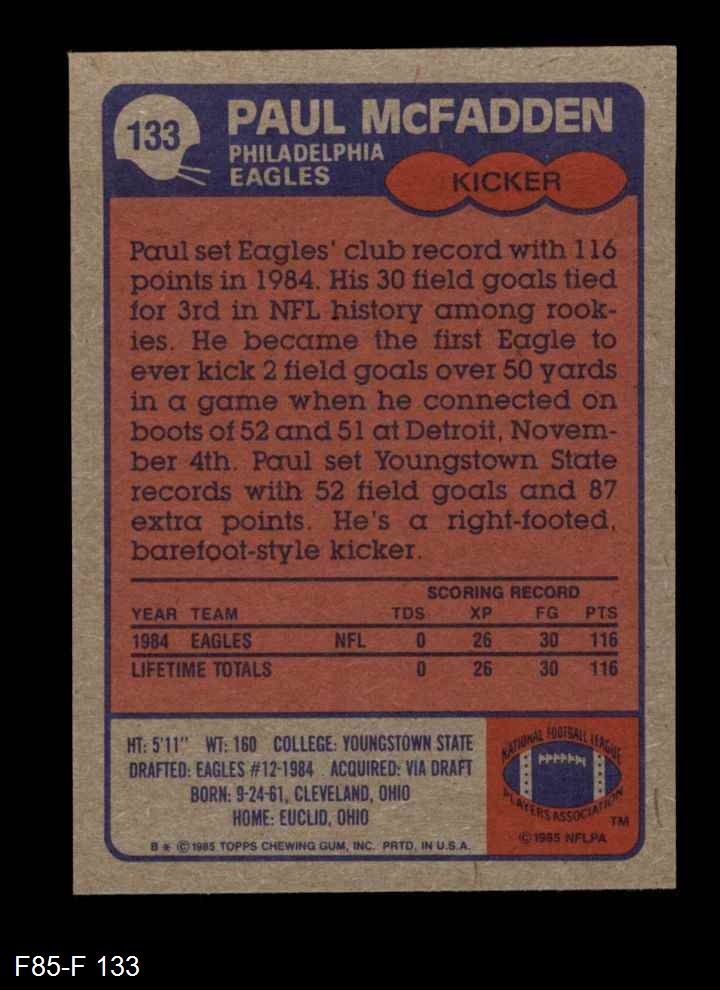 133
PAUL McFADDEN
PHILADELPHIA
EAGLES
KICKER
Paul set Eagles' club record with 116
points in 1984. His 30 field goals tied
for 3rd in NFL history among rook-
ies. He became the first Eagle to
ever kick 2 field goals over 50 yards
in a game when he connected on
boots of 52 and 51 at Detroit, Novem-
ber 4th. Paul set Youngstown State
records with 52 field goals and 87
extra points. He's a right-footed,
barefoot-style kicker.
SCORING RECORD
YEAR TEAM TDS XP FG PTS
1984 EAGLES NFL 0 26 30 116
LIFETIME TOTALS 0 26 30 116
HT: 5'11" WT: 160 COLLEGE: YOUNGSTOWN STATE
DRAFTED: EAGLES #12-1984 ACQUIRED: VIA DRAFT
BORN: 9-24-61, CLEVELAND, OHIO
HOME: EUCLID, OHIO
B * © 1985 TOPPS CHEWING GUM, INC. PRTD. IN U.S.A.
NATIONAL FOOTBALL LEAGUE
PLAYERS ASSOCIATION
TM
© 1985 NFLPA
F85-F 133